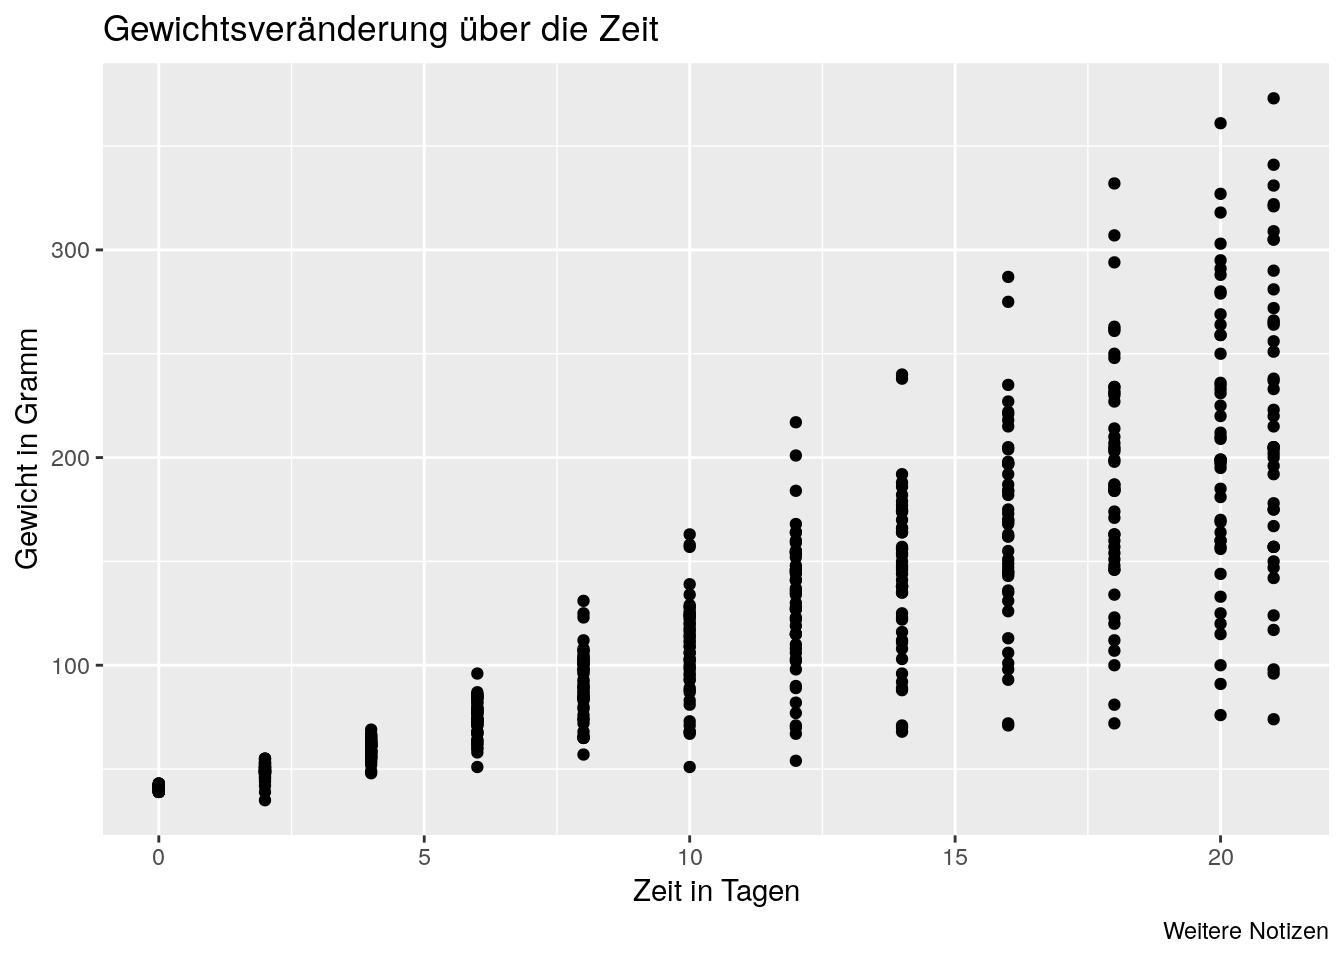 Gewichtsveränderung über die Zeit
Gewicht in Gramm
300
200
100
0 5 10 15 20
Zeit in Tagen
Weitere Notizen